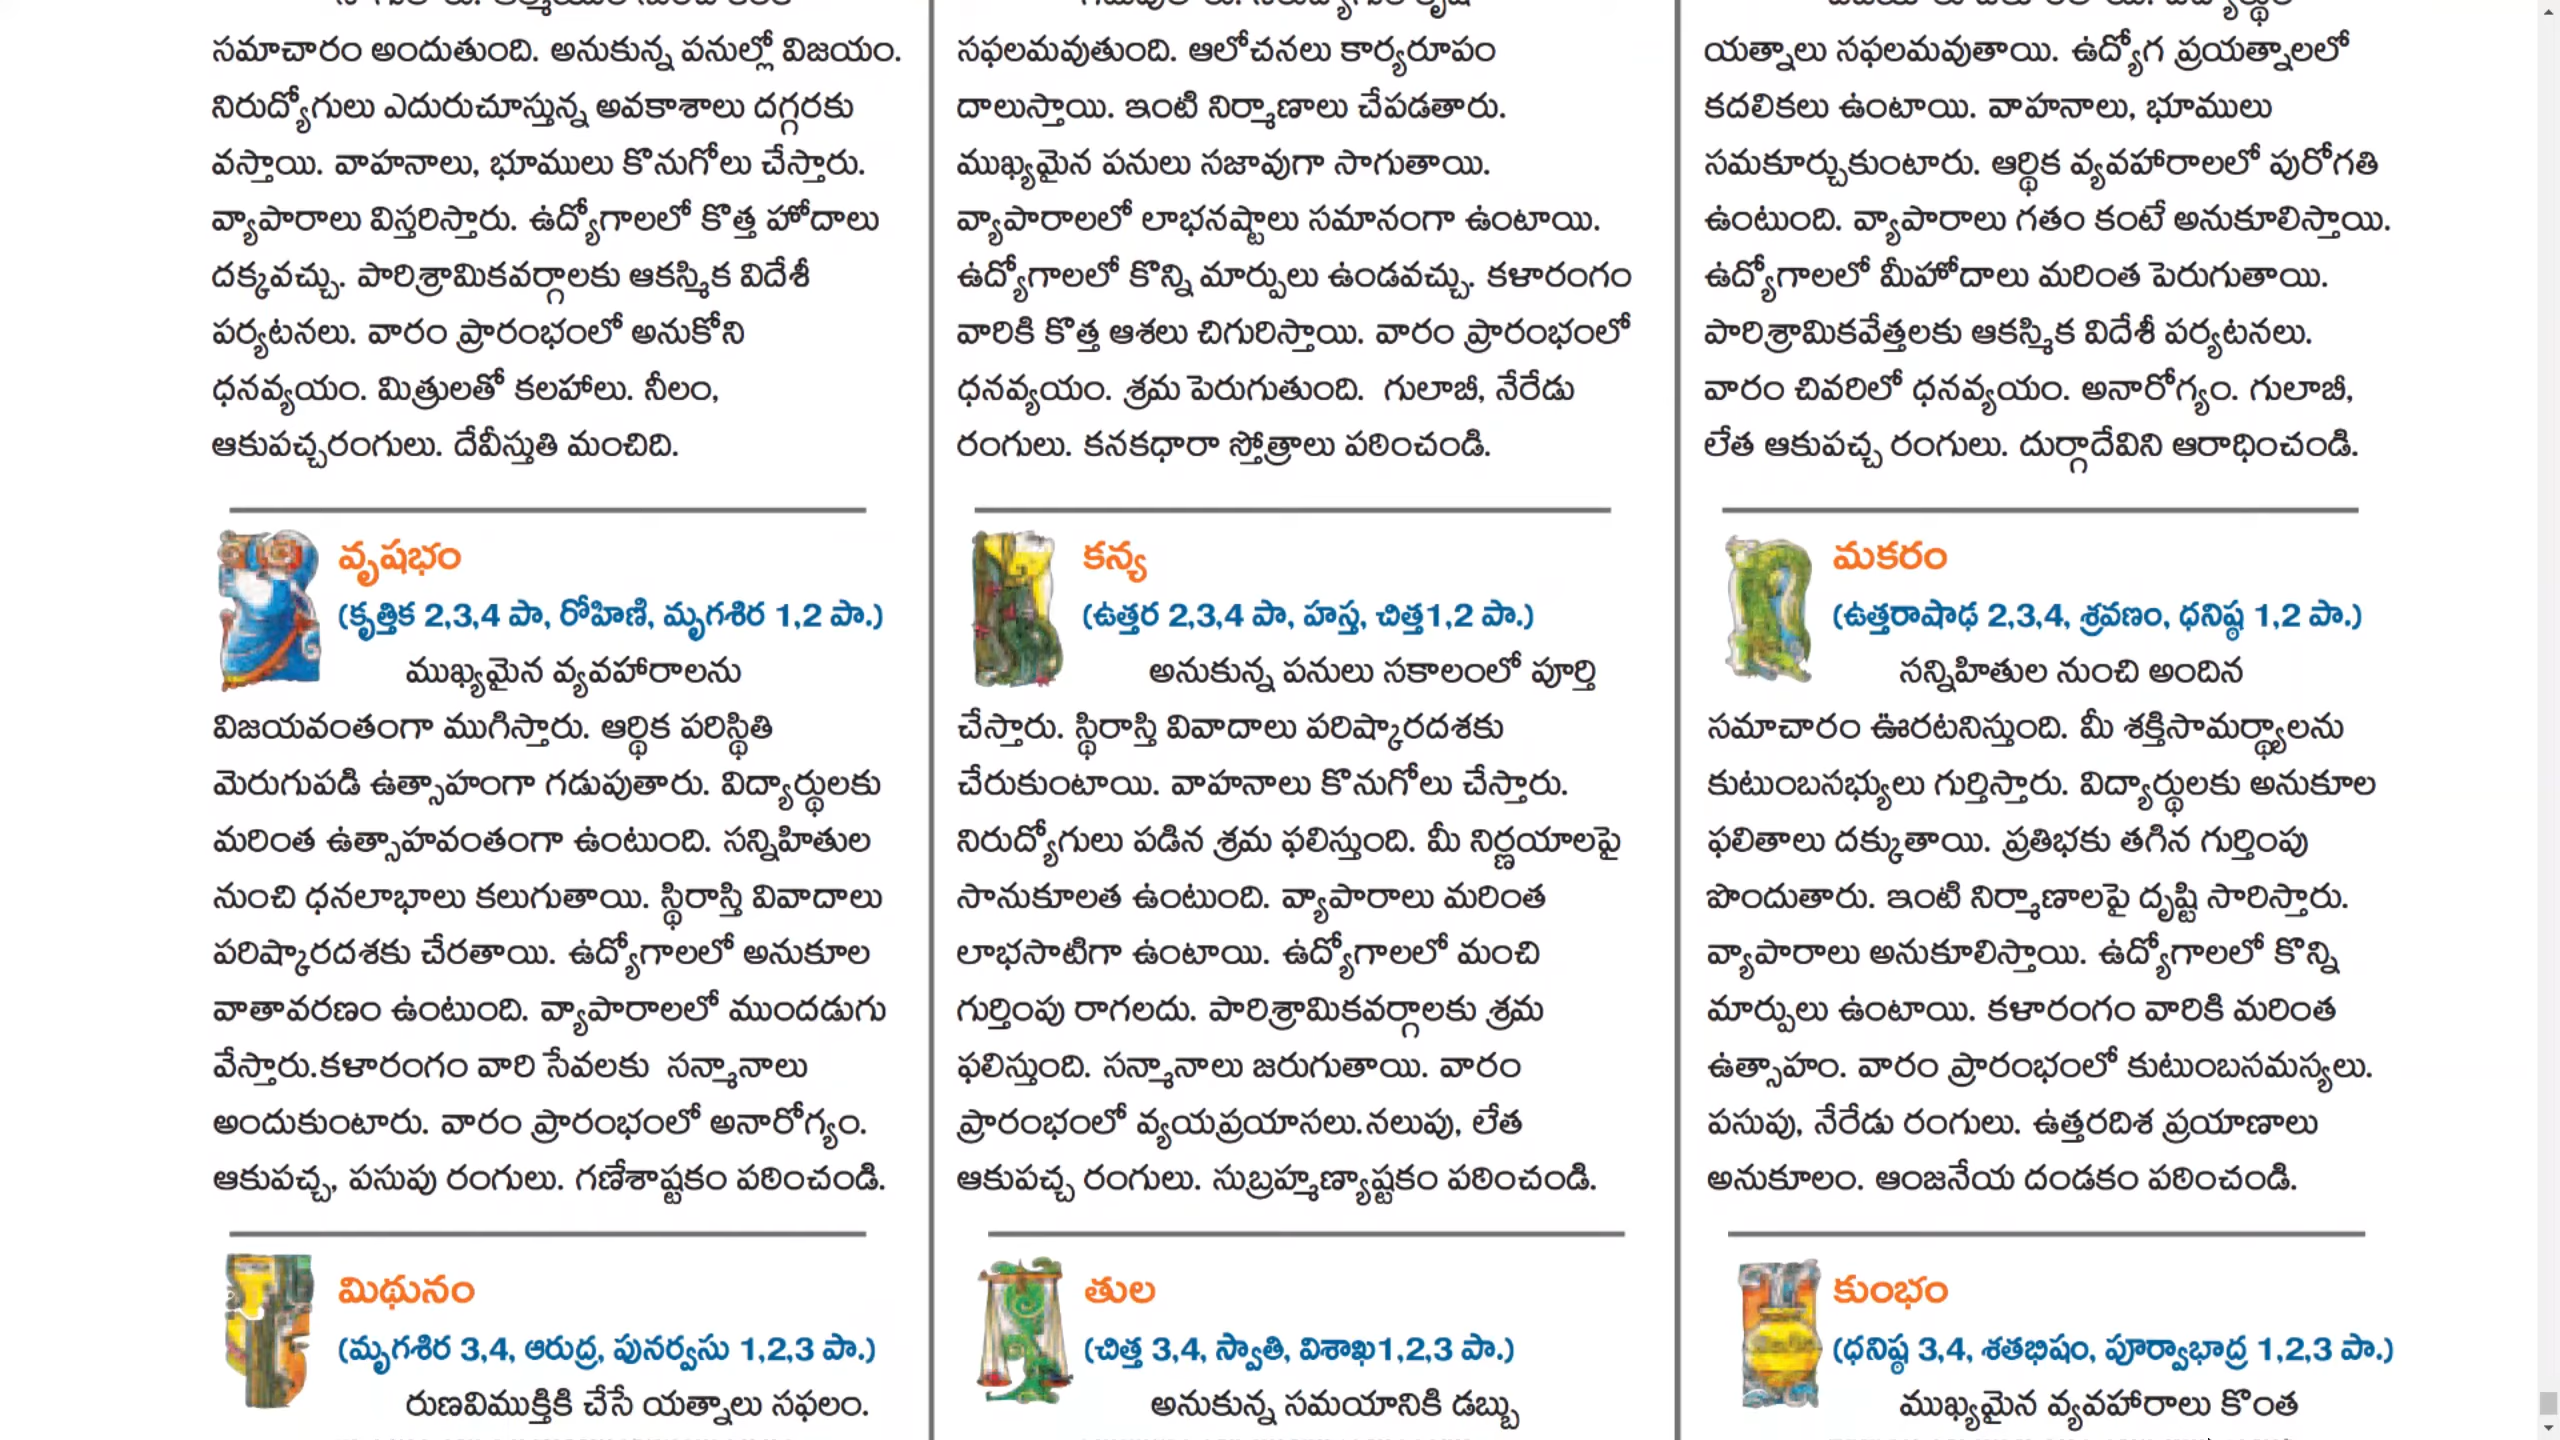 సమాచారం అందుతుంది. అనుకున్న పనుల్లో విజయం.
నిరుద్యోగులు ఎదురుచూస్తున్న అవకాశాలు దగ్గరకు
వస్తాయి. వాహనాలు, భూములు కొనుగోలు చేస్తారు.
వ్యాపారాలు విస్తరిస్తారు. ఉద్యోగాలలో కొత్త హోదాలు
దక్కవచ్చు. పారిశ్రామికవర్గాలకు ఆకస్మిక విదేశీ
పర్యటనలు. వారం ప్రారంభంలో అనుకోని
ధనవ్యయం. మిత్రులతో కలహాలు. నీలం,
ఆకుపచ్చరంగులు. దేవీస్తుతి మంచిది.
వృషభం
(కృత్తిక 2,3,4 పా, రోహిణి, మృగశిర 1,2 పా.)
ముఖ్యమైన వ్యవహారాలను
విజయవంతంగా ముగిస్తారు. ఆర్థిక పరిస్థితి
మెరుగుపడి ఉత్సాహంగా గడుపుతారు. విద్యార్థులకు
మరింత ఉత్సాహవంతంగా ఉంటుంది. సన్నిహితుల
నుంచి ధనలాభాలు కలుగుతాయి. స్థిరాస్తి వివాదాలు
పరిష్కారదశకు చేరతాయి. ఉద్యోగాలలో అనుకూల
వాతావరణం ఉంటుంది. వ్యాపారాలలో ముందడుగు
వేస్తారు.కళారంగం వారి సేవలకు సన్మానాలు
అందుకుంటారు. వారం ప్రారంభంలో అనారోగ్యం.
ఆకుపచ్చ, పసుపు రంగులు. గణేశాష్టకం పఠించండి.
మిథునం
(మృగశిర 3,4, ఆరుద్ర, పునర్వసు 1,2,3 పా.)
రుణవిముక్తికి చేసే యత్నాలు సఫలం.
సఫలమవుతుంది. ఆలోచనలు కార్యరూపం
దాలుస్తాయి. ఇంటి నిర్మాణాలు చేపడతారు.
ముఖ్యమైన పనులు సజావుగా సాగుతాయి.
వ్యాపారాలలో లాభనష్టాలు సమానంగా ఉంటాయి.
ఉద్యోగాలలో కొన్ని మార్పులు ఉండవచ్చు. కళారంగం
వారికి కొత్త ఆశలు చిగురిస్తాయి. వారం ప్రారంభంలో
ధనవ్యయం. శ్రమ పెరుగుతుంది. గులాబీ, నేరేడు
రంగులు. కనకధారా స్తోత్రాలు పఠించండి.
కన్య
(ఉత్తర 2,3,4 పా, హస్త, చిత్త1,2 పా.)
అనుకున్న పనులు సకాలంలో పూర్తి
చేస్తారు. స్థిరాస్తి వివాదాలు పరిష్కారదశకు
చేరుకుంటాయి. వాహనాలు కొనుగోలు చేస్తారు.
నిరుద్యోగులు పడిన శ్రమ ఫలిస్తుంది. మీ నిర్ణయాలపై
సానుకూలత ఉంటుంది. వ్యాపారాలు మరింత
లాభసాటిగా ఉంటాయి. ఉద్యోగాలలో మంచి
గుర్తింపు రాగలదు. పారిశ్రామికవర్గాలకు శ్రమ
ఫలిస్తుంది. సన్మానాలు జరుగుతాయి. వారం
ప్రారంభంలో వ్యయప్రయాసలు.నలుపు, లేత
ఆకుపచ్చ రంగులు. సుబ్రహ్మణ్యాష్టకం పఠించండి.
తుల
(చిత్త 3,4, స్వాతి, విశాఖ1,2,3 పా.)
అనుకున్న సమయానికి డబ్బు
యత్నాలు సఫలమవుతాయి. ఉద్యోగ ప్రయత్నాలలో
కదలికలు ఉంటాయి. వాహనాలు, భూములు
సమకూర్చుకుంటారు. ఆర్థిక వ్యవహారాలలో పురోగతి
ఉంటుంది. వ్యాపారాలు గతం కంటే అనుకూలిస్తాయి.
ఉద్యోగాలలో మీహోదాలు మరింత పెరుగుతాయి.
పారిశ్రామికవేత్తలకు ఆకస్మిక విదేశీ పర్యటనలు.
వారం చివరిలో ధనవ్యయం. అనారోగ్యం. గులాబీ,
లేత ఆకుపచ్చ రంగులు. దుర్గాదేవిని ఆరాధించండి.
మకరం
(ఉత్తరాషాఢ 2,3,4, శ్రవణం, ధనిష్ఠ 1,2 పా.)
సన్నిహితుల నుంచి అందిన
సమాచారం ఊరటనిస్తుంది. మీ శక్తిసామర్థ్యాలను
కుటుంబసభ్యులు గుర్తిస్తారు. విద్యార్థులకు అనుకూల
ఫలితాలు దక్కుతాయి. ప్రతిభకు తగిన గుర్తింపు
పొందుతారు. ఇంటి నిర్మాణాలపై దృష్టి సారిస్తారు.
వ్యాపారాలు అనుకూలిస్తాయి. ఉద్యోగాలలో కొన్ని
మార్పులు ఉంటాయి. కళారంగం వారికి మరింత
ఉత్సాహం. వారం ప్రారంభంలో కుటుంబసమస్యలు.
పసుపు, నేరేడు రంగులు. ఉత్తరదిశ ప్రయాణాలు
అనుకూలం. ఆంజనేయ దండకం పఠించండి.
కుంభం
(ధనిష్ఠ 3,4, శతభిషం, పూర్వాభాద్ర 1,2,3 పా.)
ముఖ్యమైన వ్యవహారాలు కొంత